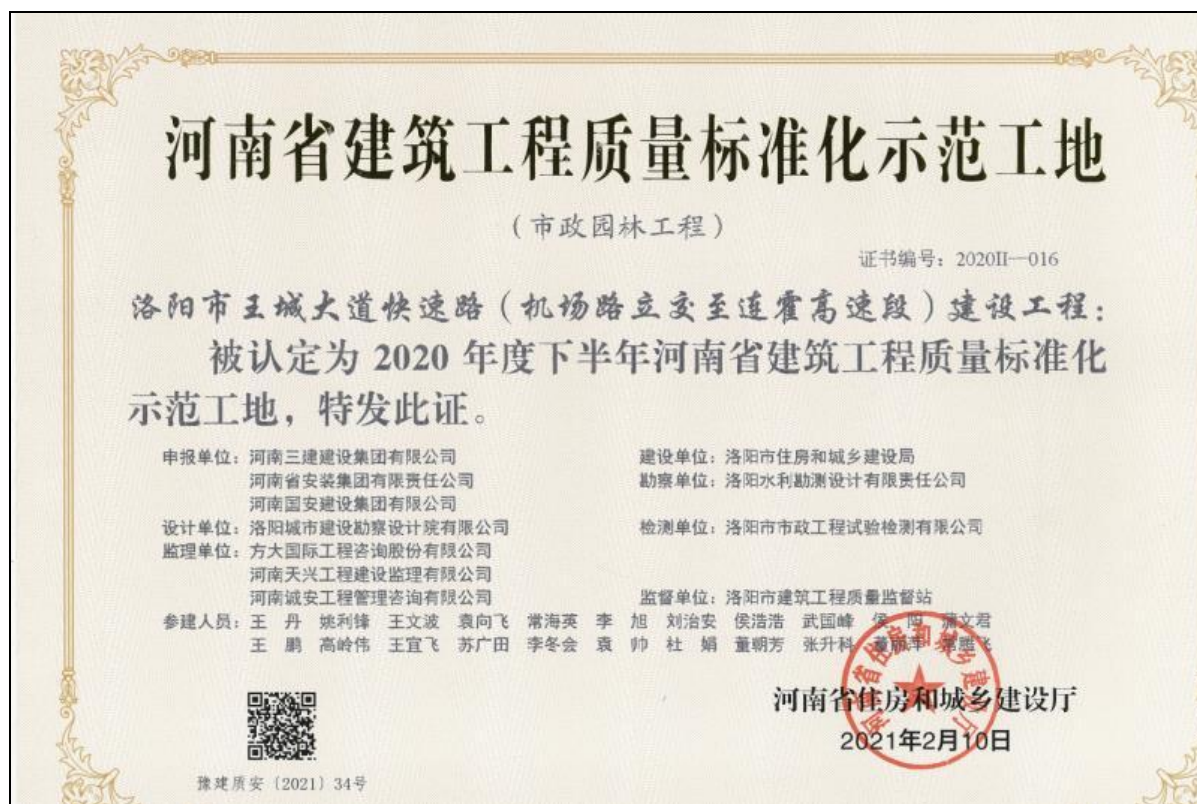 河南省建筑工程质量标准化示范工地
（市政园林工程）
证书编号：2020II—016
洛阳市王城大道快速路（机场路立交至连霍高速段）建设工程：
被认定为 2020 年度下半年河南省建筑工程质量标准化
示范工地，特发此证。
申报单位：河南三建建设集团有限公司 建设单位：洛阳市住房和城乡建设局
河南省安装集团有限责任公司 勘察单位：洛阳水利勘测设计有限责任公司
河南国安建设集团有限公司
设计单位：洛阳城市建设勘察设计院有限公司 检测单位：洛阳市市政工程试验检测有限公司
监理单位：方大国际工程咨询股份有限公司
河南天兴工程建设监理有限公司
河南诚安工程管理咨询有限公司 监督单位：洛阳市建筑工程质量监督站
参建人员：王 丹 姚利锋 王文波 袁向飞 常海英 李 旭 刘治安 侯浩浩 武国峰 侯 阳 蒲文君
王 鹏 高岭伟 王宜飞 苏广田 李冬会 袁 帅 杜 娟 董朝芳 张升科
河南省住房和城乡建设厅
河南省住房和城乡建设厅
2021年2月10日
豫建质安〔2021〕34号